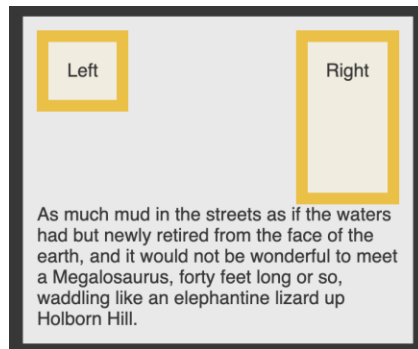 Left
Right
As much mud in the streets as if the waters
had but newly retired from the face of the
earth, and it would not be wonderful to meet
a Megalosaurus, forty feet long or so,
waddling like an elephantine lizard up
Holborn Hill.